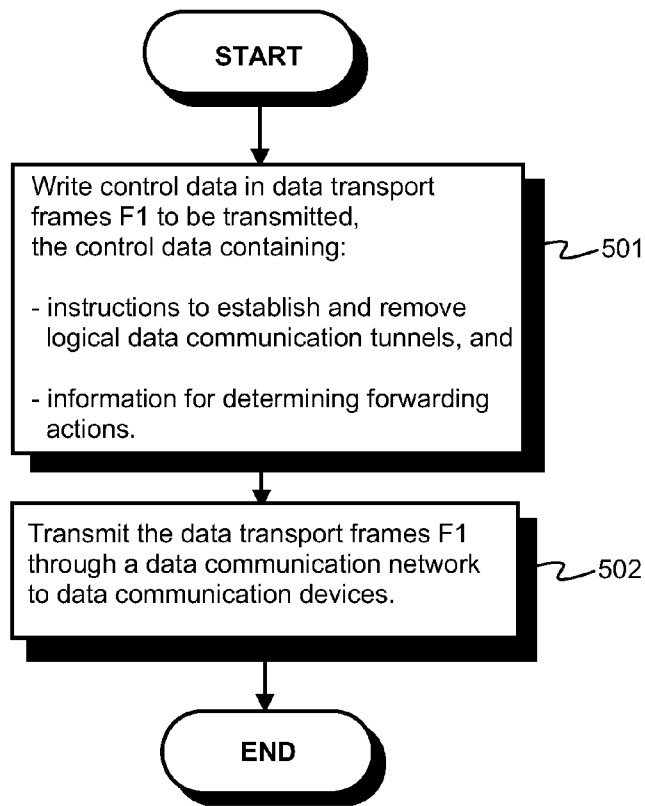 START
Write control data in data transport
frames F1 to be transmitted,
the control data containing:
- instructions to establish and remove
logical data communication tunnels, and
- information for determining forwarding
actions.
501
Transmit the data transport frames F1
through a data communication network
to data communication devices.
502
END